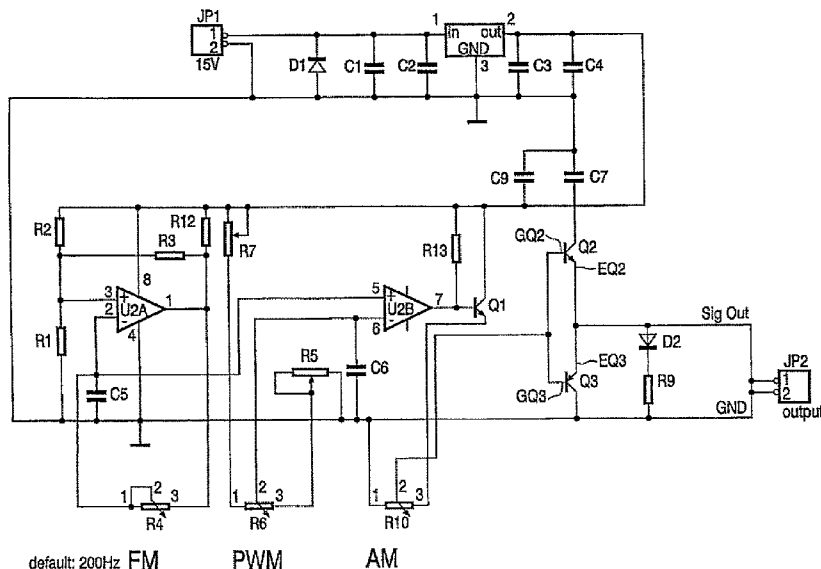 JP1
1
2
15V
D1
C1
C2
1
in
out
2
GND
3
C3
C4
C9
C7
R2
R12
R7
R3
R13
GQ2
Q2
EQ2
8
3
+
2
-
U2A
1
4
R1
5
+
6
-
U2B
7
Q1
Sig Out
D2
JP2
1
2
output
EQ3
Q3
GQ3
R9
GND
C5
R5
C6
1
2
3
R4
1
2
3
R6
1
2
3
R10
default: 200Hz FM
PWM
AM